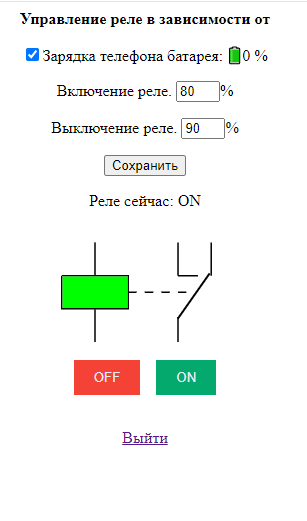 Управление реле в зависимости от
Зарядка телефона батарея: 0 %
Включение реле. 80 %
Выключение реле. 90 %
Сохранить
Реле сейчас: ON
OFF ON
Выйти